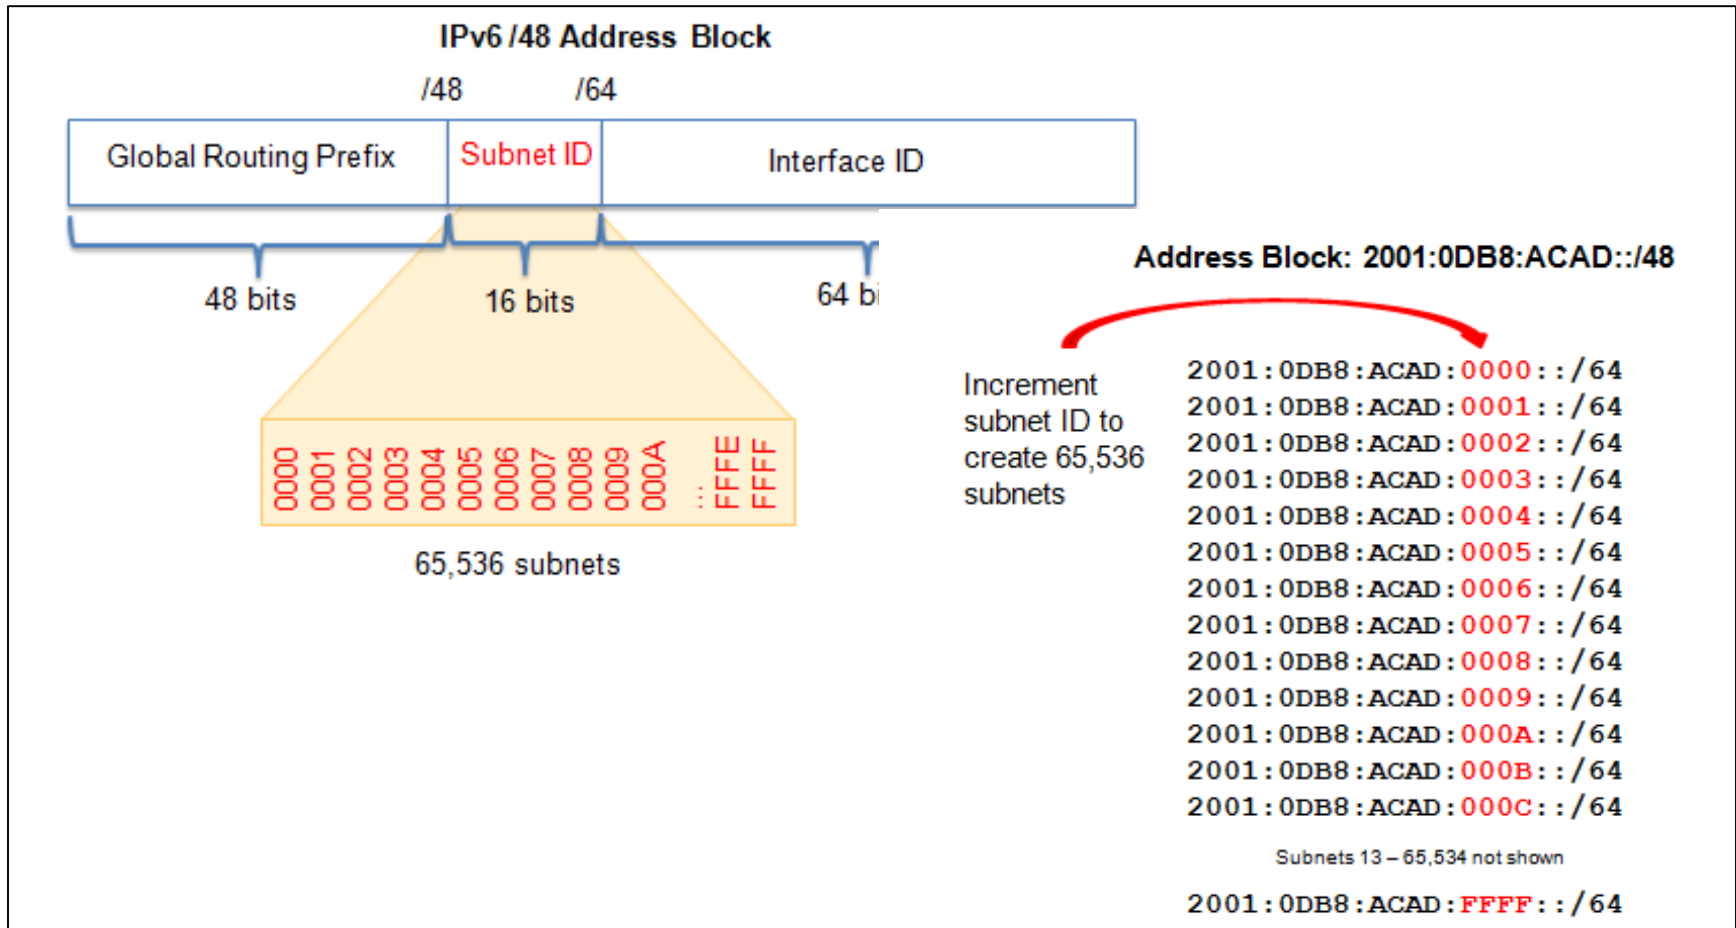 IPv6 /48 Address Block
/48 /64
Global Routing Prefix Subnet ID Interface ID
48 bits 16 bits 64 bi
0000
0001
0002
0003
0004
0005
0006
0007
0008
0009
000A
...
FFFE
FFFF
65,536 subnets
Address Block: 2001:0DB8:ACAD::/48
Increment
subnet ID to
create 65,536
subnets
2001:0DB8:ACAD:0000::/64
2001:0DB8:ACAD:0001::/64
2001:0DB8:ACAD:0002::/64
2001:0DB8:ACAD:0003::/64
2001:0DB8:ACAD:0004::/64
2001:0DB8:ACAD:0005::/64
2001:0DB8:ACAD:0006::/64
2001:0DB8:ACAD:0007::/64
2001:0DB8:ACAD:0008::/64
2001:0DB8:ACAD:0009::/64
2001:0DB8:ACAD:000A::/64
2001:0DB8:ACAD:000B::/64
2001:0DB8:ACAD:000C::/64
Subnets 13 – 65,534 not shown
2001:0DB8:ACAD:FFFF::/64